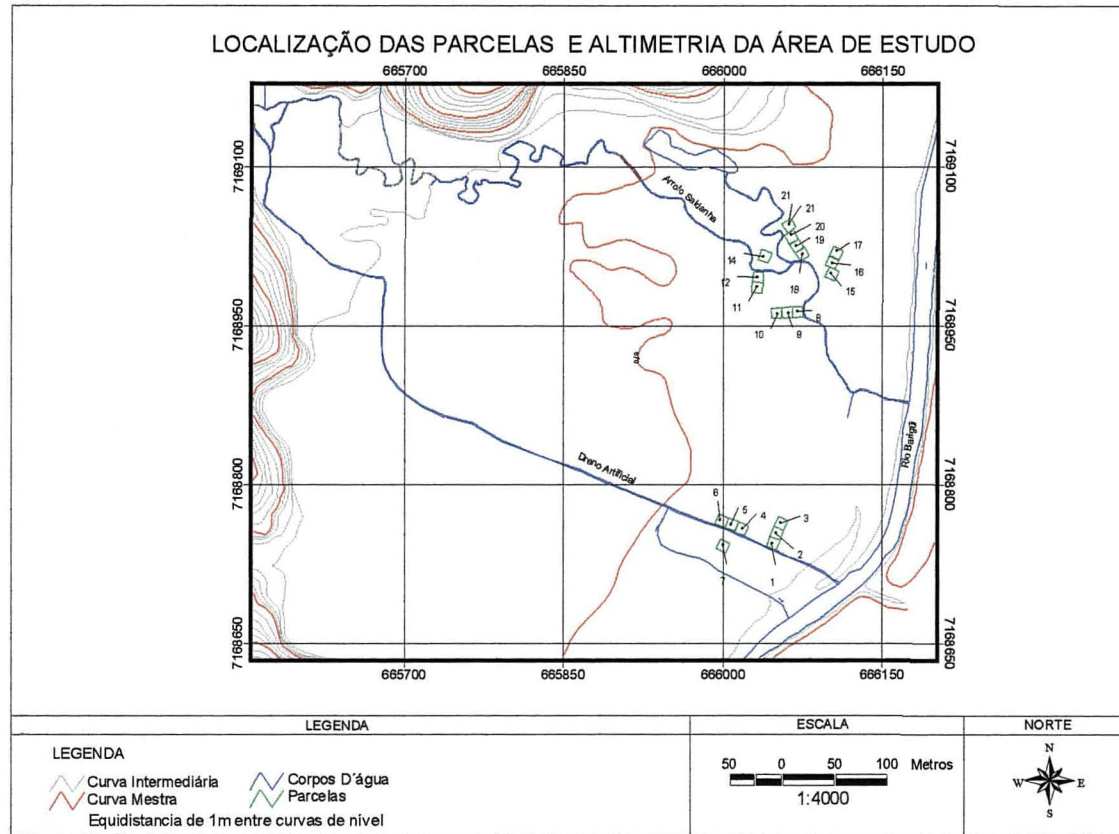 LOCALIZAÇÃO DAS PARCELAS E ALTIMETRIA DA ÁREA DE ESTUDO
665700 665850 666000 666150
7169100 7169100
Arroio Saldanha
21
21
20
19
17
14
16
12
18
15
11
7168950 7168950
10 9 8
Rio Barigüi
Dreno Artificial
7168800 7168800
6
5
4
3
2
7
1
7168650 7168650
665700 665850 666000 666150
LEGENDA ESCALA NORTE
LEGENDA
Curva Intermediária Corpos D´água
Curva Mestra Parcelas
Equidistancia de 1m entre curvas de nível
50 0 50 100 Metros
1:4000
N
W E
S